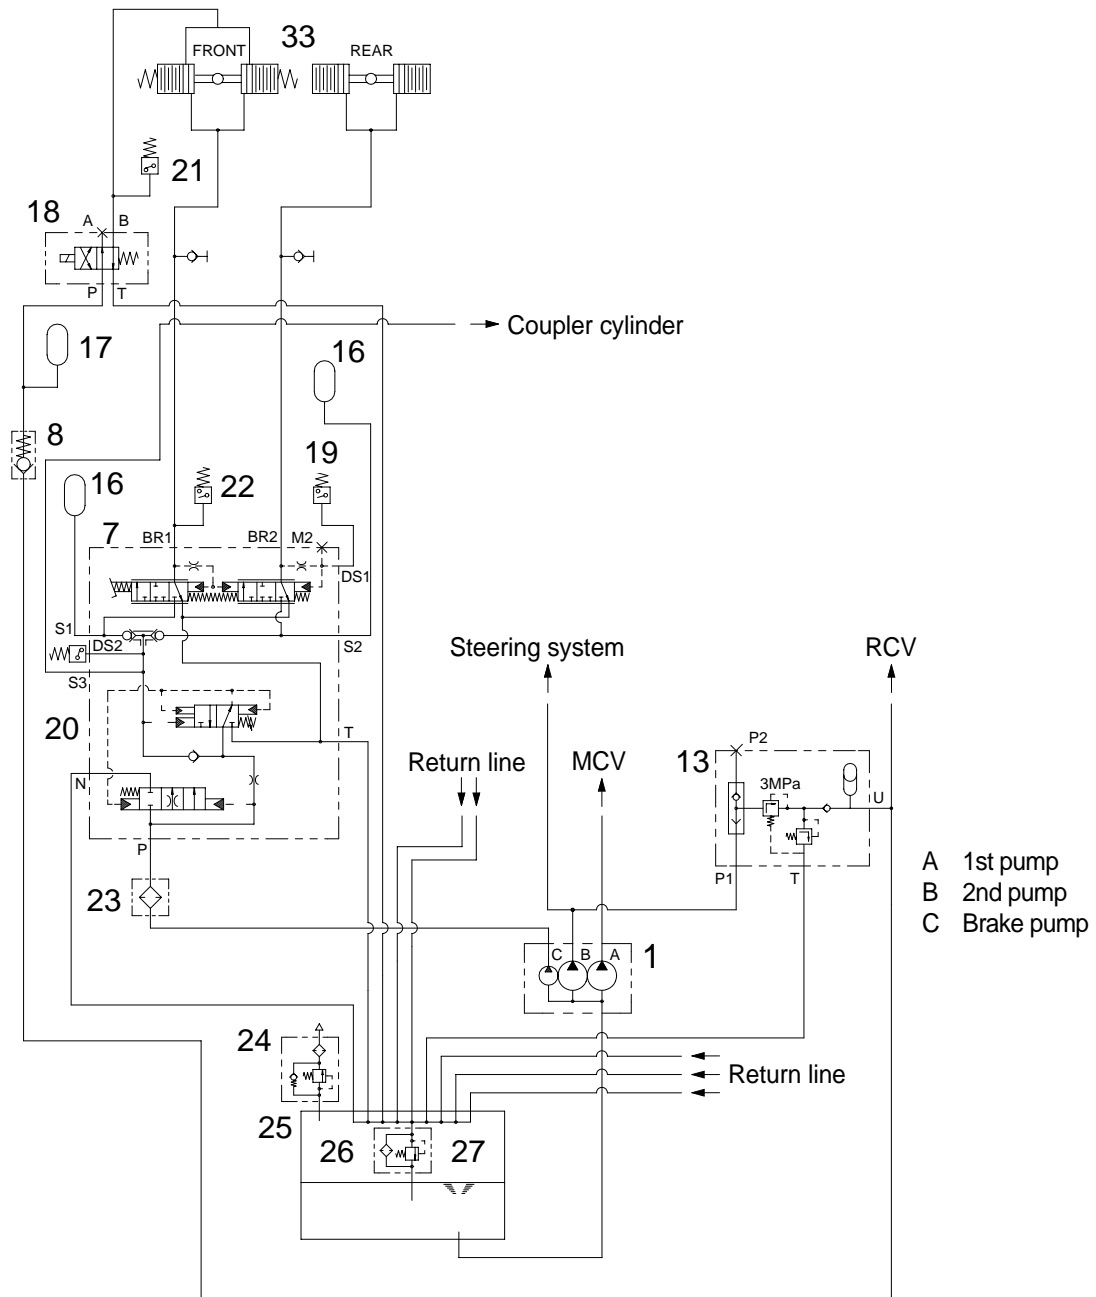 FRONT 33 REAR
21
18 A B
P T
17
Coupler cylinder
16
8
19
16
22
7 BR1 BR2 M2
DS1
S1
DS2 S2
S3
Steering system RCV
20
T
P2
Return line MCV 13
3MPa
N U
P
P1 T
A 1st pump
B 2nd pump
C Brake pump
23
C B A 1
24
Return line
25
26 27